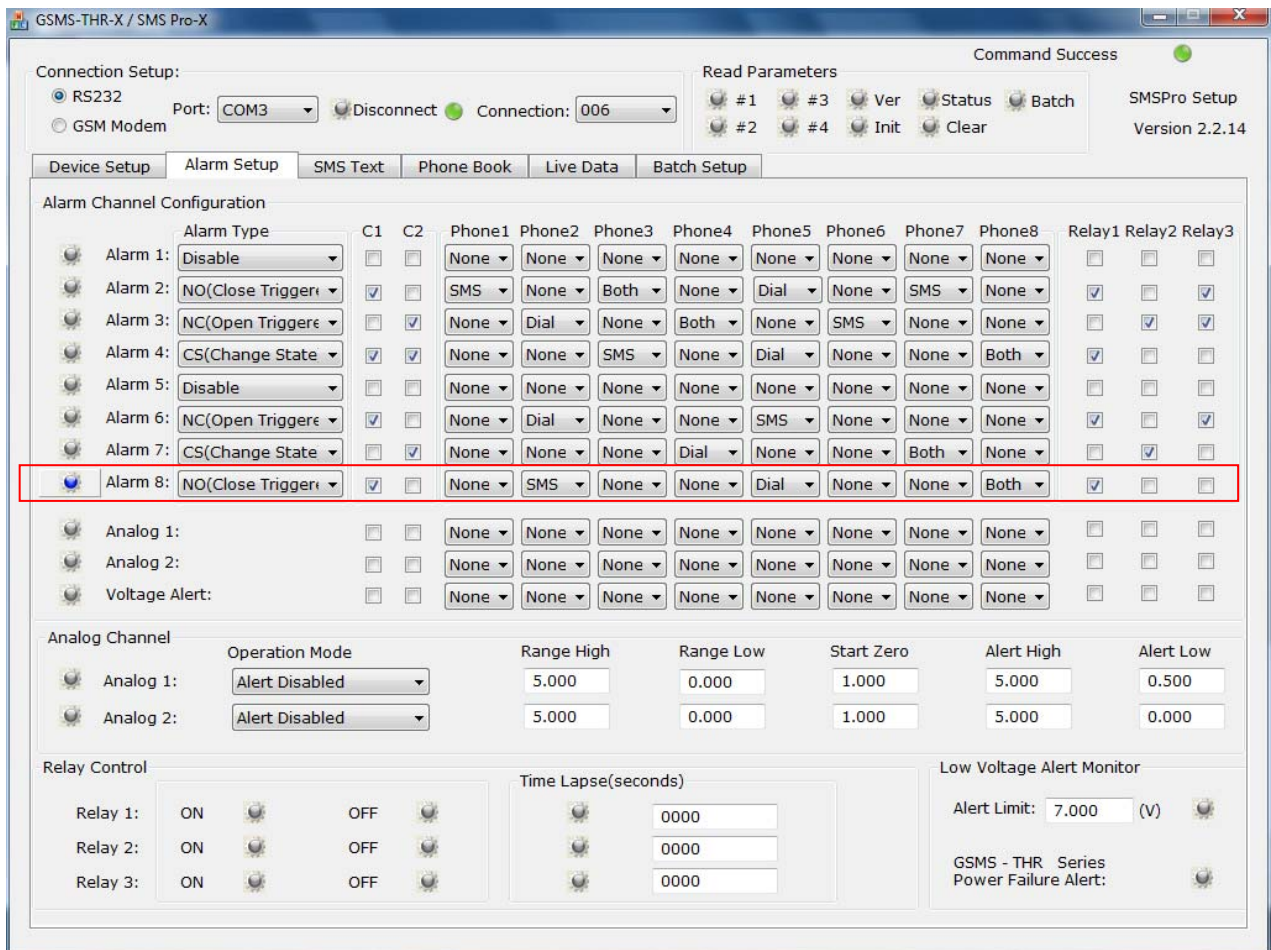 GSMS-THR-X / SMS Pro-X
Command Success
Connection Setup:
Read Parameters
RS232
Port: COM3 Disconnect Connection: 006
#1 #3 Ver Status Batch
SMSPro Setup
GSM Modem
#2 #4 Init Clear
Version 2.2.14
Device Setup Alarm Setup SMS Text Phone Book Live Data Batch Setup
Alarm Channel Configuration
Alarm Type C1 C2 Phone1 Phone2 Phone3 Phone4 Phone5 Phone6 Phone7 Phone8 Relay1 Relay2 Relay3
Alarm 1: Disable None None None None None None None None
Alarm 2: NO(Close Triggere SMS None Both None Dial None SMS None
Alarm 3: NC(Open Triggere None Dial None Both None SMS None None
Alarm 4: CS(Change State None None SMS None Dial None None Both
Alarm 5: Disable None None None None None None None None
Alarm 6: NC(Open Triggere None Dial None None SMS None None None
Alarm 7: CS(Change State None None None Dial None None Both None
Alarm 8: NO(Close Triggere None SMS None None Dial None None Both
Analog 1: None None None None None None None None
Analog 2: None None None None None None None None
Voltage Alert: None None None None None None None None
Analog Channel
Operation Mode Range High Range Low Start Zero Alert High Alert Low
Analog 1: Alert Disabled 5.000 0.000 1.000 5.000 0.500
Analog 2: Alert Disabled 5.000 0.000 1.000 5.000 0.000
Relay Control
Time Lapse(seconds)
Low Voltage Alert Monitor
Relay 1: ON OFF 0000
Alert Limit: 7.000 (V)
Relay 2: ON OFF 0000
Relay 3: ON OFF 0000
GSMS - THR Series
Power Failure Alert: